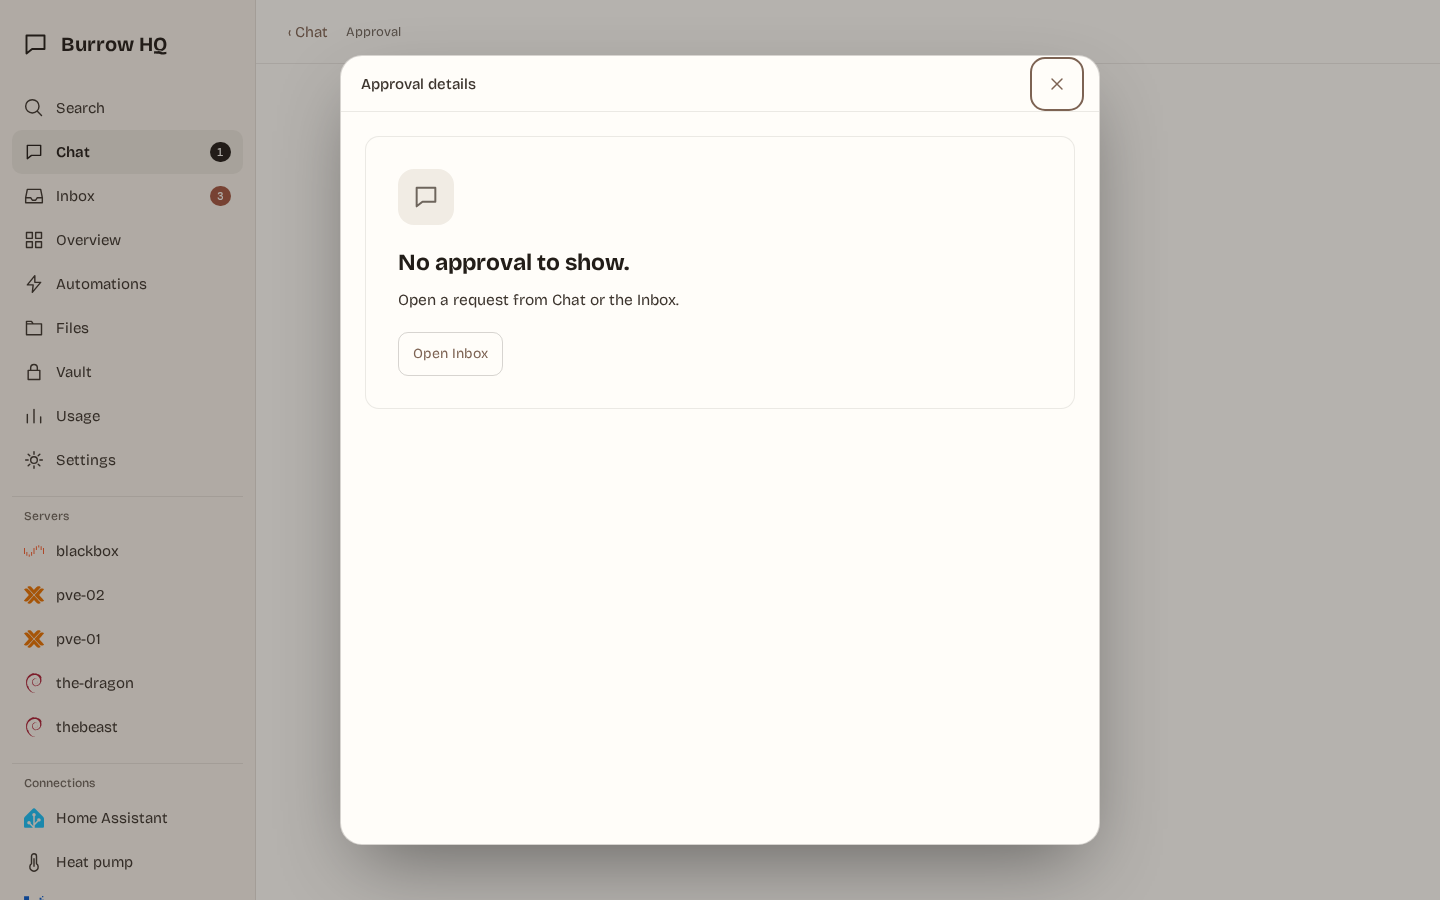 Burrow HQ
Search
Chat
1
Inbox
3
Overview
Automations
Files
Vault
Usage
Settings
Servers
blackbox
pve-02
pve-01
the-dragon
thebeast
Connections
Home Assistant
Heat pump
‹ Chat
Approval
Approval details
No approval to show.
Open a request from Chat or the Inbox.
Open Inbox